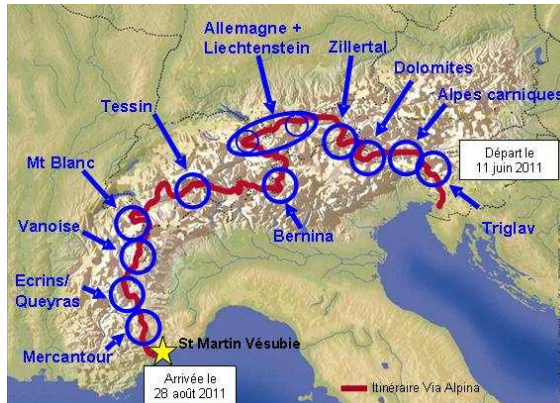 Allemagne +
Liechtenstein
Zillertal
Dolomites
Alpes carniques
Tessin
Départ le
11 juin 2011
Mt Blanc
Vanoise
Bernina
Triglav
Ecrins/
Queyras
St Martin Vésubie
Mercantour
Arrivée le
28 août 2011
Itinéraire Via Alpina